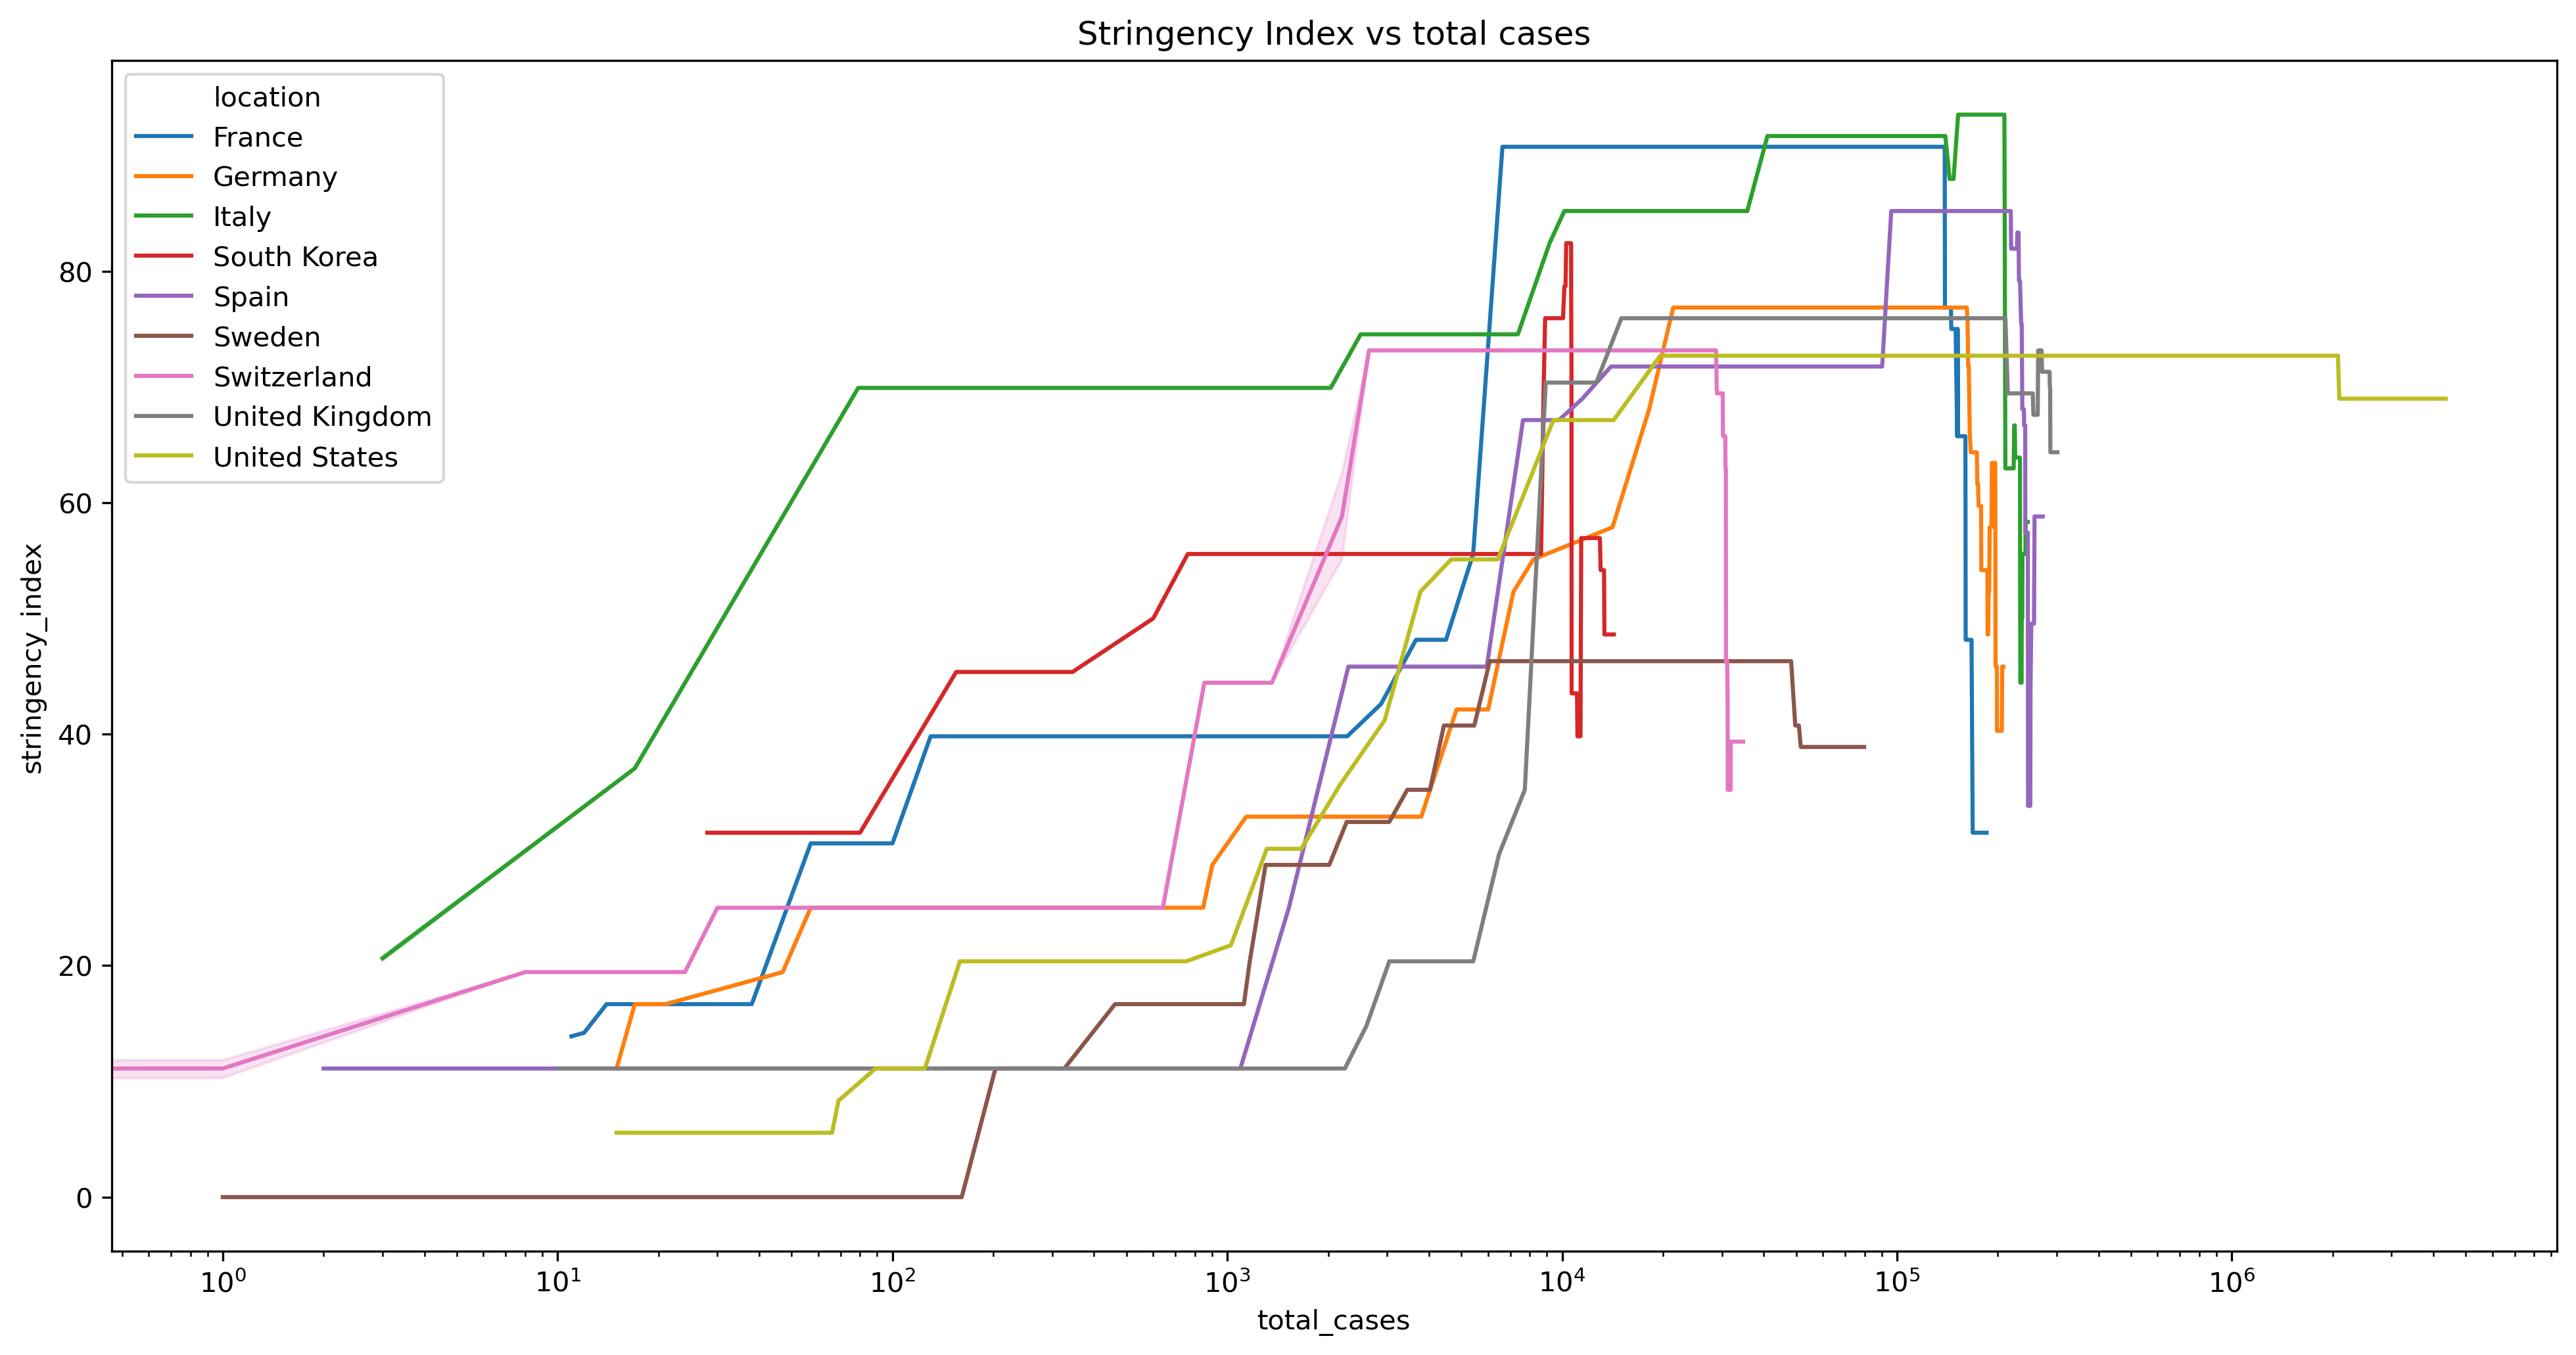 Stringency Index vs total cases
location
France
Germany
Italy
South Korea
Spain
Sweden
Switzerland
United Kingdom
United States
stringency_index
80
60
40
20
0
10⁰ 10¹ 10² 10³ 10⁴ 10⁵ 10⁶
total_cases